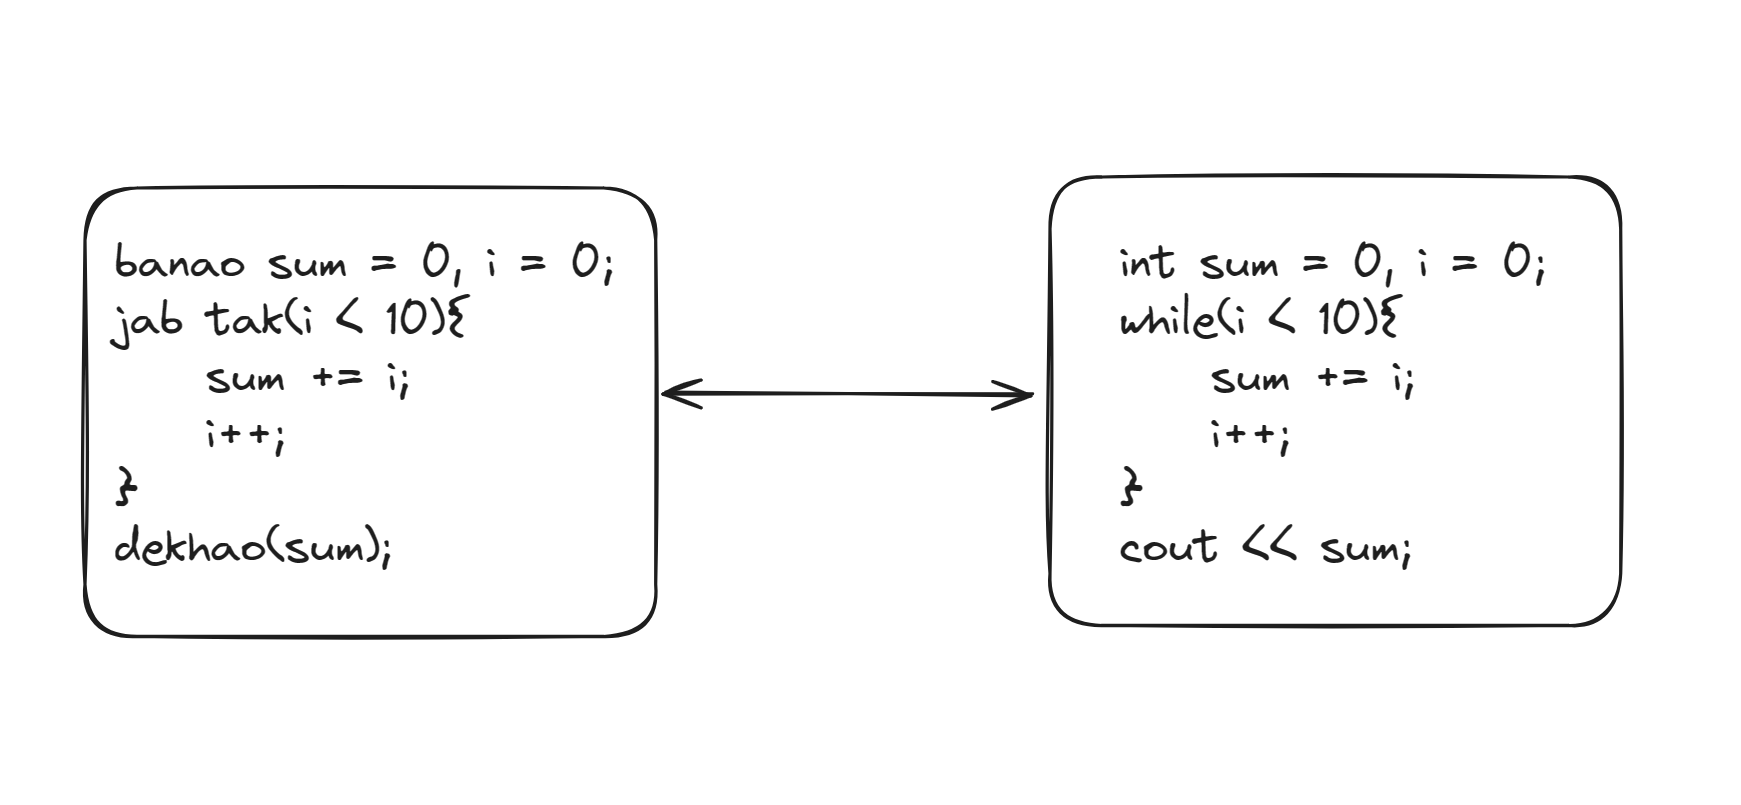 banao sum = 0, i = 0;
jab tak(i < 10){
sum += i;
i++;
}
dekhao(sum);
int sum = 0, i = 0;
while(i < 10){
sum += i;
i++;
}
cout << sum;